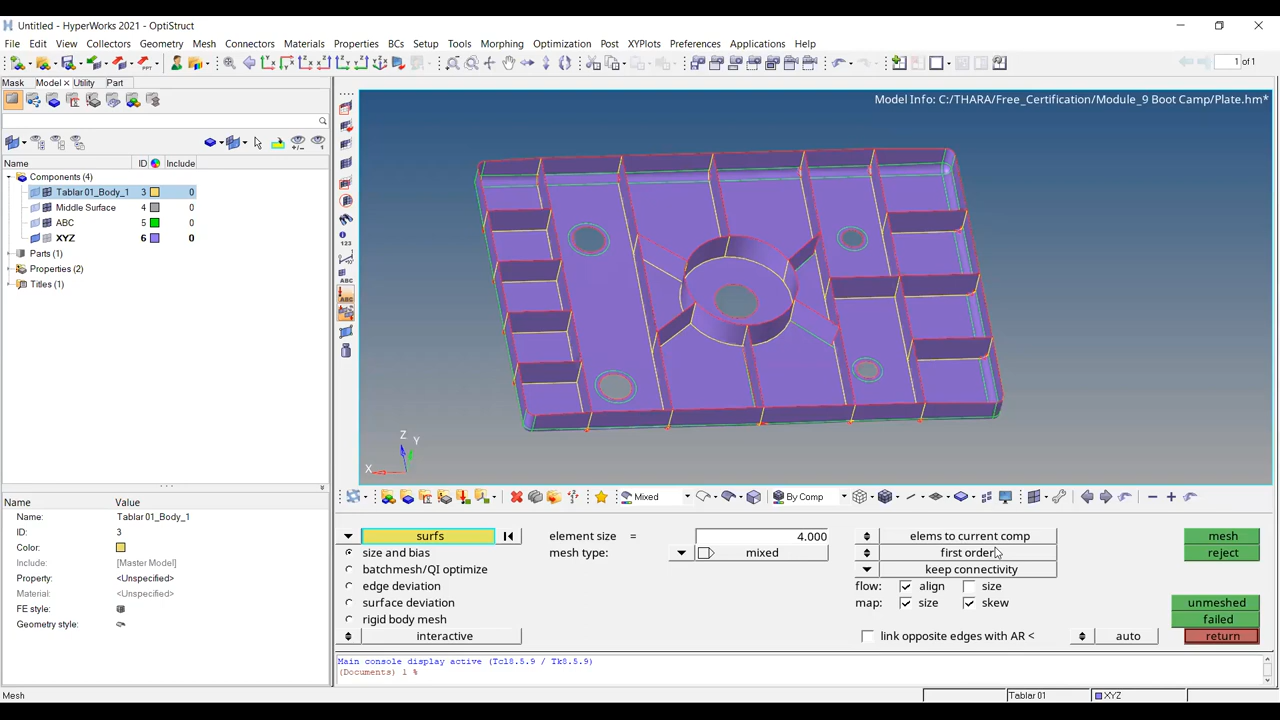 Untitled - HyperWorks 2021 - OptiStruct
File Edit View Collectors Geometry Mesh Connectors Materials Properties BCs Setup Tools Morphing Optimization Post XYPlots Preferences Applications Help
1 of 1
Mask Model Utility Part
Model Info: C:/THARA/Free_Certification/Module_9 Boot Camp/Plate.hm*
Name ID Include
Components (4)
Tablar01_Body_1 3 0
Middle Surface 4 0
ABC 5 0
XYZ 6 0
Parts (1)
Properties (2)
Titles (1)
123
ABC
ABC
Z
Y
X
Mixed By Comp
Name Value
Name: Tablar01_Body_1
ID: 3
Color:
Include: [Master Model]
Property: <Unspecified>
Material: <Unspecified>
FE style:
Geometry style:
surfs element size = 4.000 elems to current comp mesh
size and bias mesh type: mixed first order reject
batchmesh/QI optimize keep connectivity
edge deviation flow: align size
surface deviation map: size skew unmeshed
rigid body mesh failed
interactive link opposite edges with AR < auto return
Main console display active (Tcl8.5.9 / Tk8.5.9)
(Documents) 1 %
Mesh Tablar01 XYZ